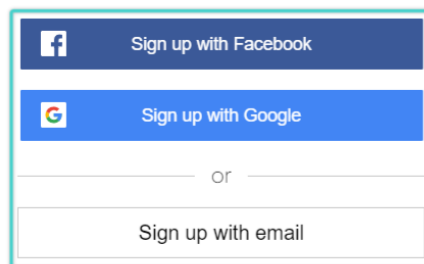 Sign up with Facebook
Sign up with Google
or
Sign up with email